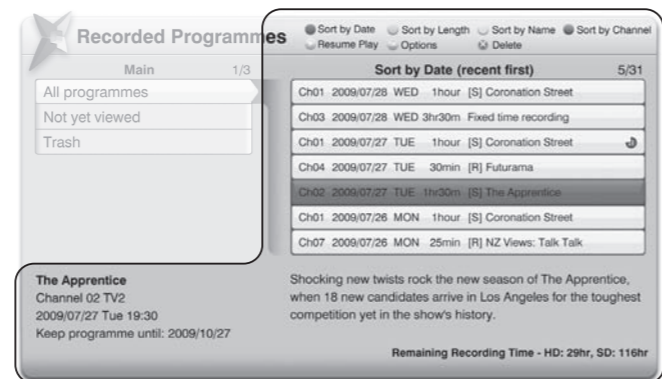 Recorded Programmes
Sort by Date Sort by Length Sort by Name Sort by Channel
Resume Play Options Delete
Main 1/3
All programmes
Not yet viewed
Trash
Sort by Date (recent first) 5/31
Ch01 2009/07/28 WED 1hour [S] Coronation Street
Ch03 2009/07/28 WED 3hr30m Fixed time recording
Ch01 2009/07/27 TUE 1hour [S] Coronation Street
Ch04 2009/07/27 TUE 30min [R] Futurama
Ch02 2009/07/27 TUE 1hr30m [S] The Apprentice
Ch01 2009/07/26 MON 1hour [S] Coronation Street
Ch07 2009/07/26 MON 25min [R] NZ Views: Talk Talk
The Apprentice
Channel 02 TV2
2009/07/27 Tue 19:30
Keep programme until: 2009/10/27
Shocking new twists rock the new season of The Apprentice,
when 18 new candidates arrive in Los Angeles for the toughest
competition yet in the show's history.
Remaining Recording Time - HD: 29hr, SD: 116hr